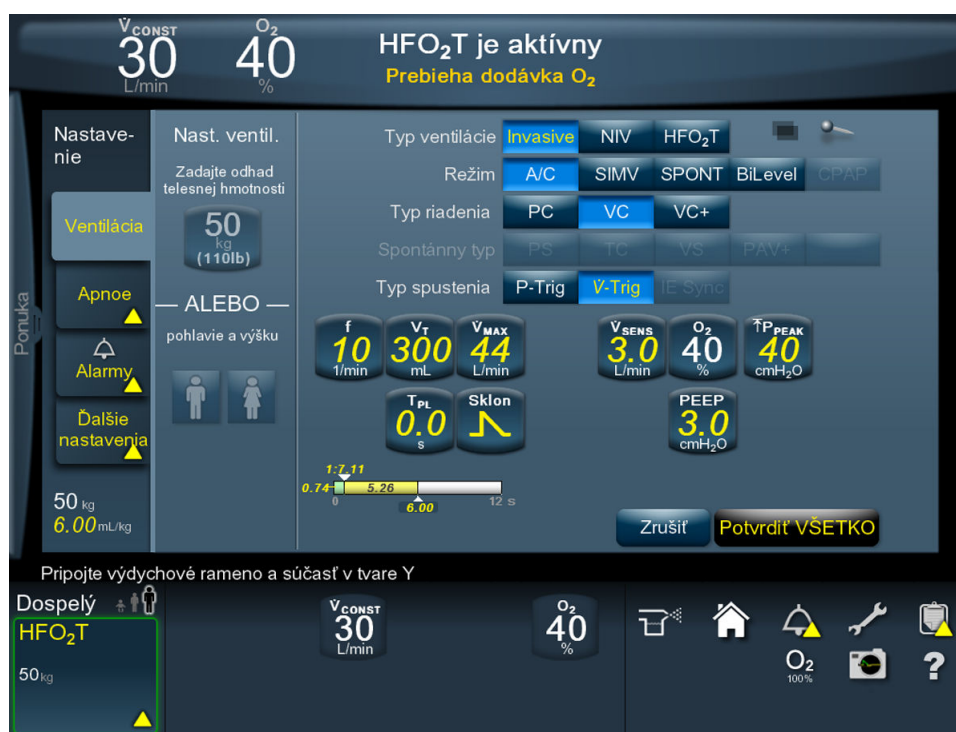 V̇CONST O₂
30 40
L/min %
HFO₂T je aktívny
Prebieha dodávka O₂
Ponuka
Nastave-
nie
Ventilácia
Apnoe
Alarmy
Ďalšie
nastavenia
50 kg
6.00 mL/kg
Nast. ventil.
Zadajte odhad
telesnej hmotnosti
50
kg
(110lb)
— ALEBO —
pohlavie a výšku
Typ ventilácie Invasive NIV HFO₂T
Režim A/C SIMV SPONT BiLevel CPAP
Typ riadenia PC VC VC+
Spontánny typ PS TC VS PAV+
Typ spustenia P-Trig V̇-Trig IE Sync
f VT V̇MAX V̇SENS O₂ ↑PPEAK
10 300 44 3.0 40 40
1/min mL L/min L/min % cmH₂O
TPL Sklon PEEP
0.0 3.0
s cmH₂O
1:7.11
0.74 5.26
0 6.00 12 s
Zrušiť Potvrdiť VŠETKO
Pripojte výdychové rameno a súčasť v tvare Y
Dospelý
HFO₂T
50 kg
V̇CONST O₂
30 40
L/min %
O₂
100%
?